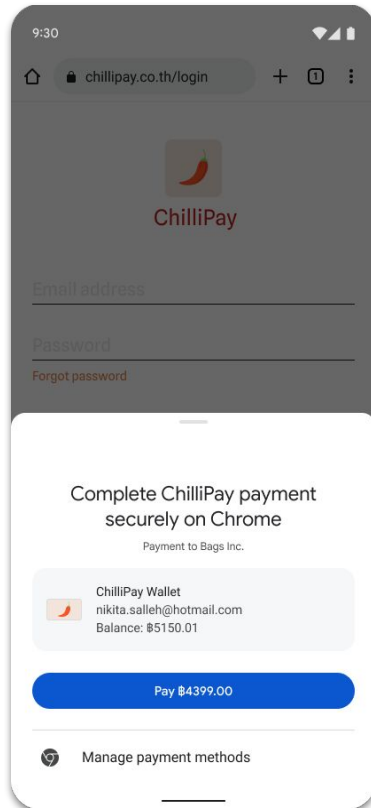 9:30
chillipay.co.th/login
1
ChilliPay
Email address
Password
Forgot password
Complete ChilliPay payment
securely on Chrome
Payment to Bags Inc.
ChilliPay Wallet
nikita.salleh@hotmail.com
Balance: ฿5150.01
Pay ฿4399.00
Manage payment methods